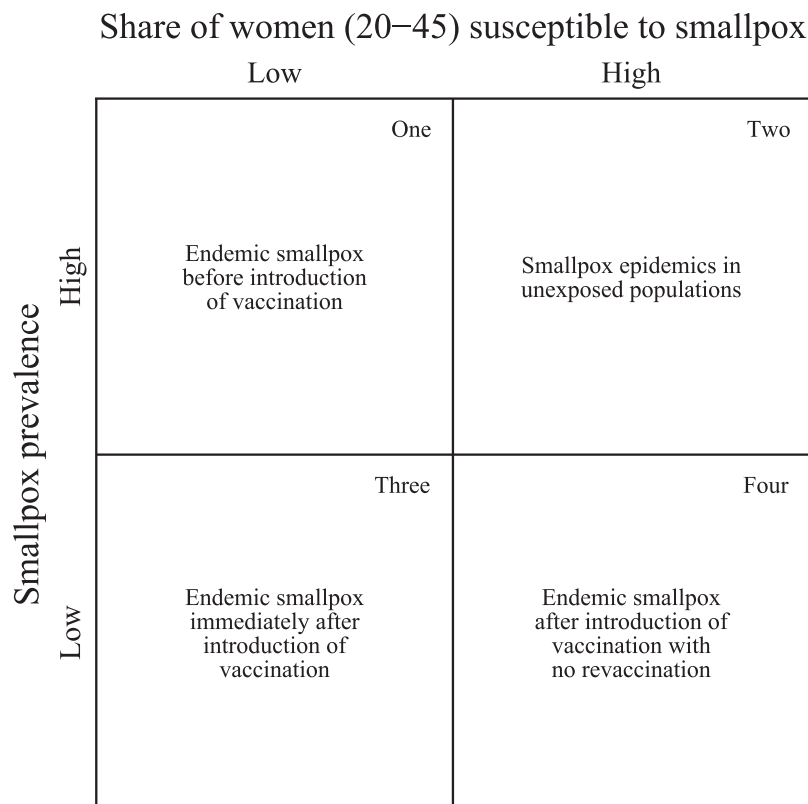 Share of women (20−45) susceptible to smallpox
Low
High
One
Two
High
Endemic smallpox
before introduction
of vaccination
Smallpox epidemics in
unexposed populations
Smallpox prevalence
Three
Four
Low
Endemic smallpox
immediately after
introduction of
vaccination
Endemic smallpox
after introduction of
vaccination with
no revaccination